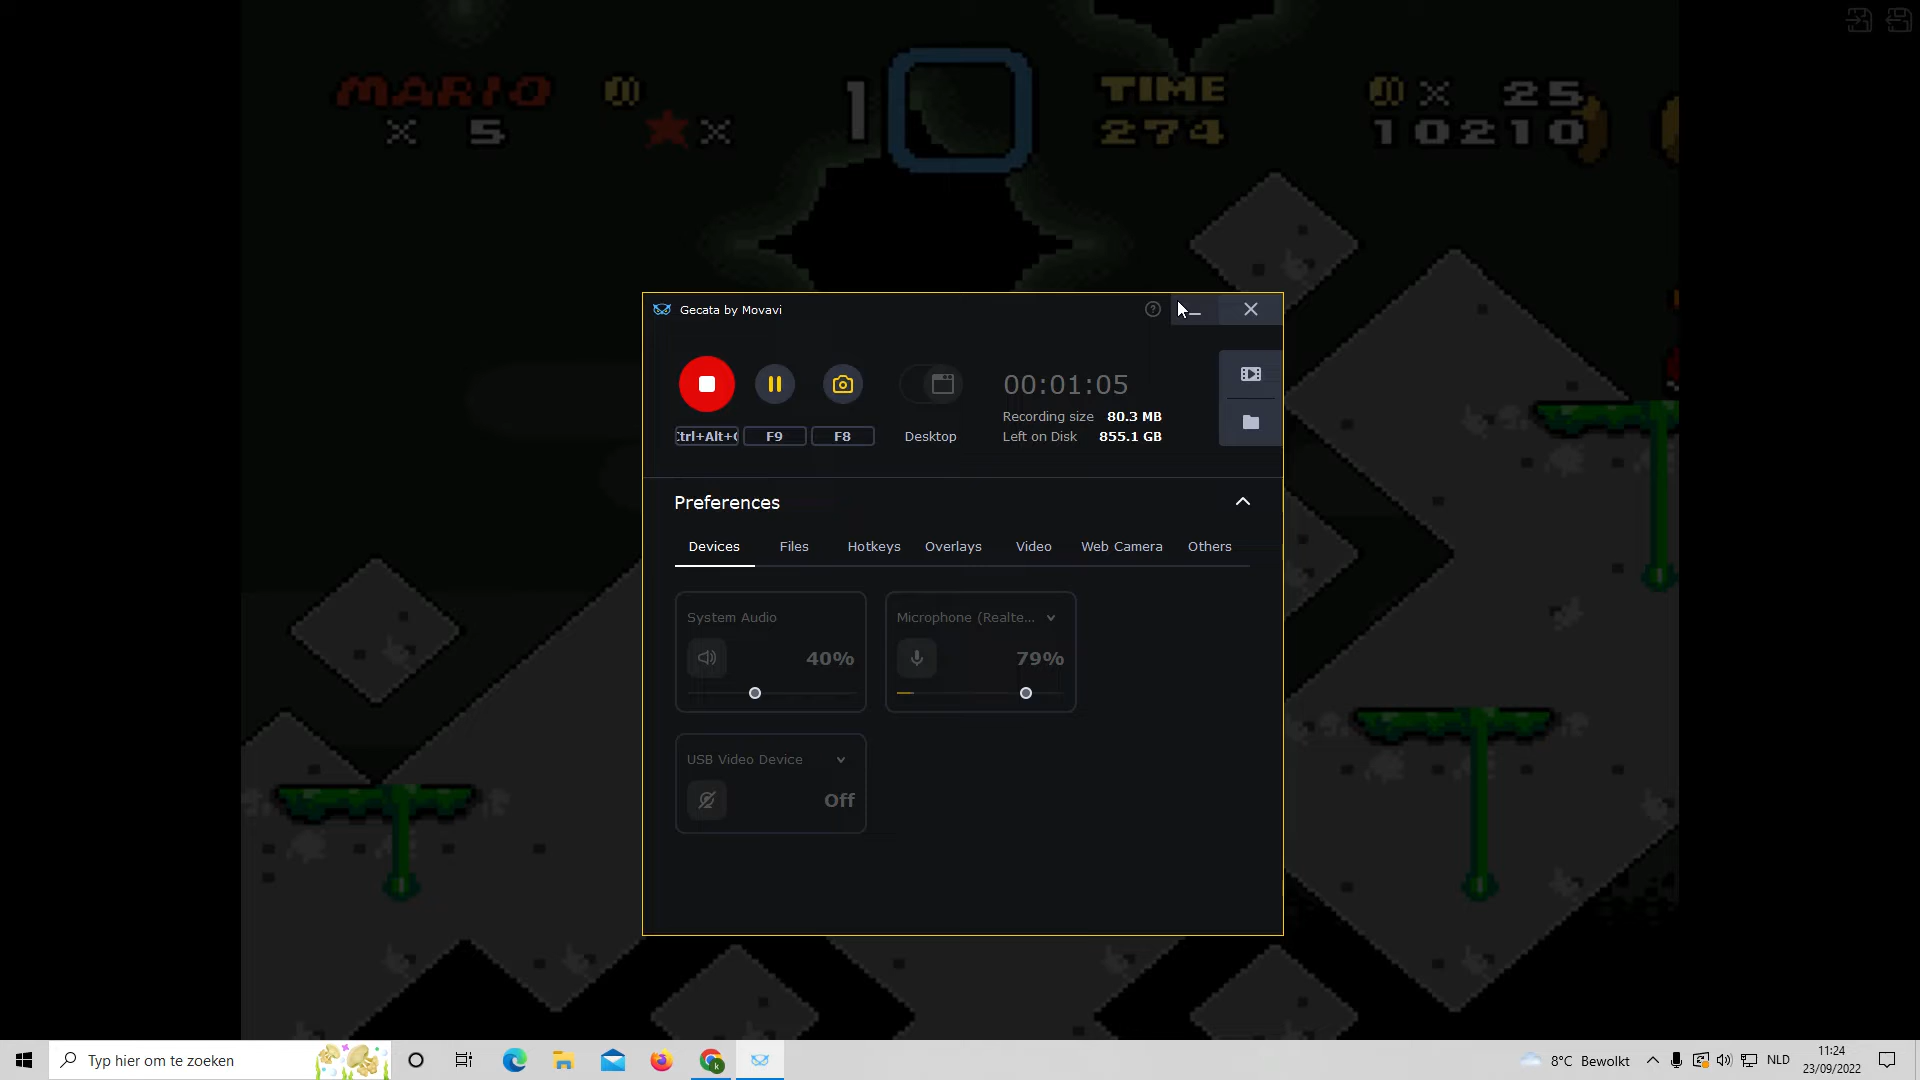 MARIO
1
TIME
x 25
x 5
x
274
10210
Gecata by Movavi
00:01:05
Recording size 80.3 MB
Left on Disk 855.1 GB
F9
F8
Desktop
Preferences
Devices Files Hotkeys Overlays Video Web Camera Others
System Audio
40%
Microphone (Realte...
79%
USB Video Device
Off
Typ hier om te zoeken
8°C Bewolkt
NLD
11:24
23/09/2022